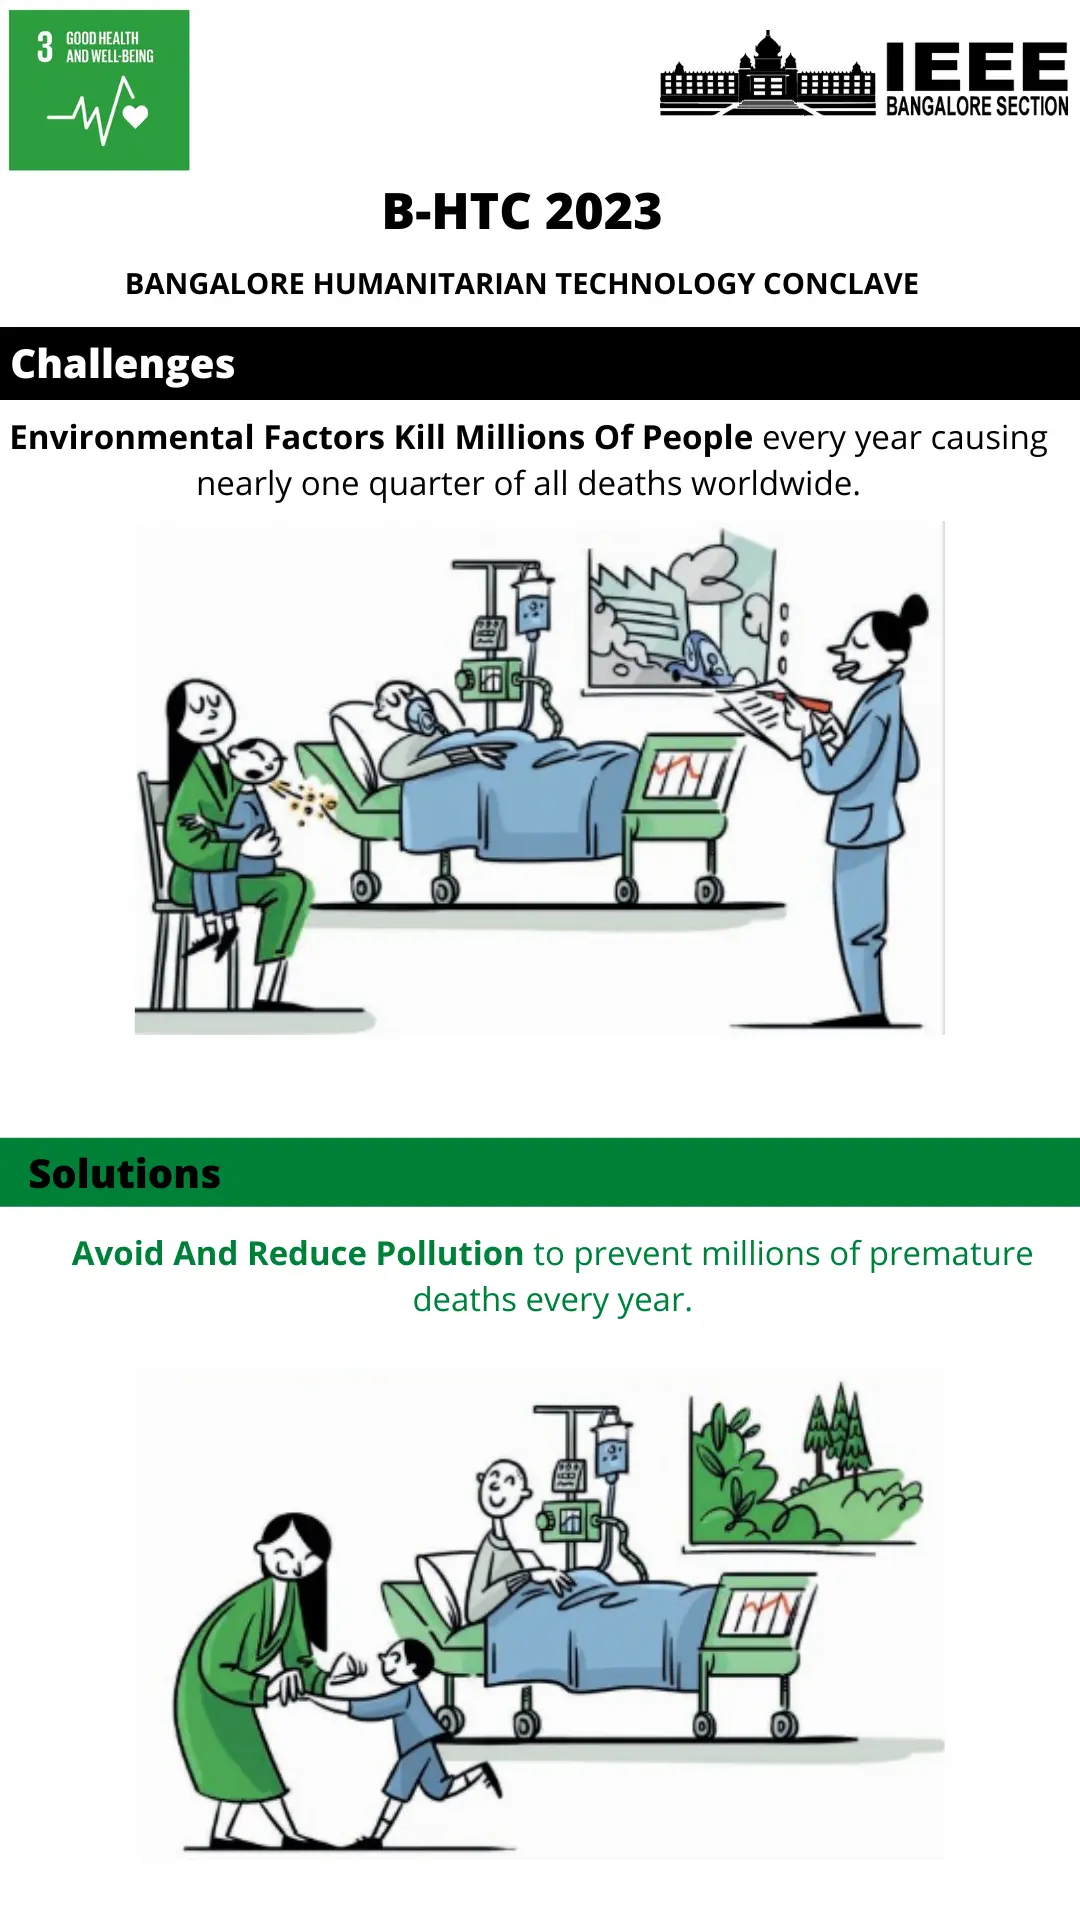 3 GOOD HEALTH
AND WELL-BEING
IEEE
BANGALORE SECTION
B-HTC 2023
BANGALORE HUMANITARIAN TECHNOLOGY CONCLAVE
Challenges
Environmental Factors Kill Millions Of People every year causing
nearly one quarter of all deaths worldwide.
Solutions
Avoid And Reduce Pollution to prevent millions of premature
deaths every year.